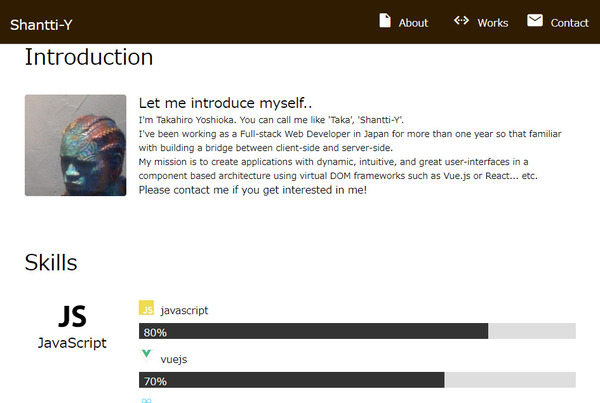 Shantti-Y
About
Works
Contact
Introduction
Let me introduce myself..
I'm Takahiro Yoshioka. You can call me like 'Taka', 'Shantti-Y'.
I've been working as a Full-stack Web Developer in Japan for more than one year so that familiar
with building a bridge between client-side and server-side.
My mission is to create applications with dynamic, intuitive, and great user-interfaces in a
component based architecture using virtual DOM frameworks such as Vue.js or React... etc.
Please contact me if you get interested in me!
Skills
JS
JavaScript
JS
javascript
80%
vuejs
70%